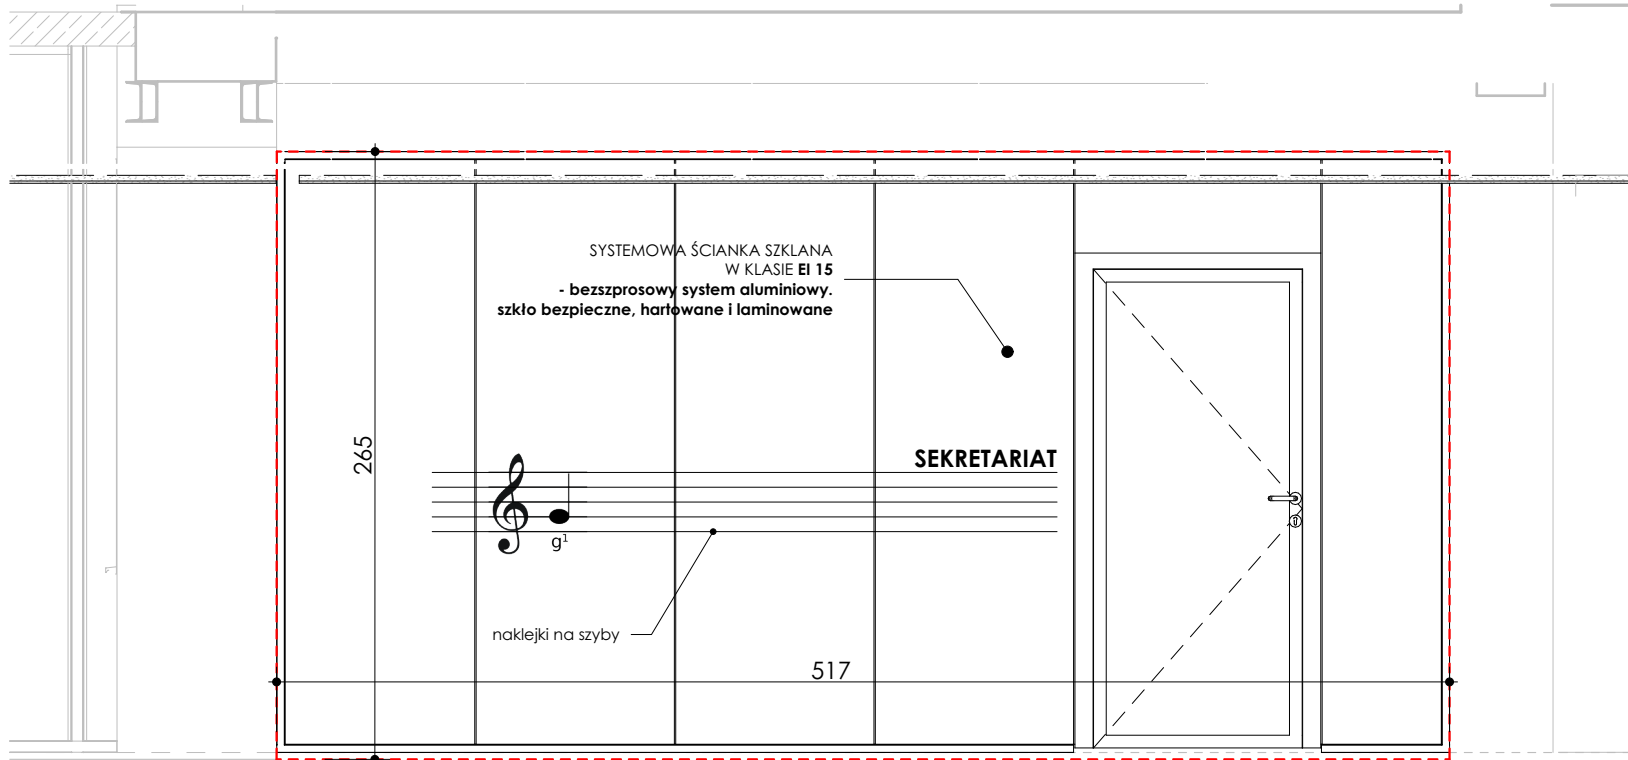 SYSTEMOWA ŚCIANKA SZKLANA
W KLASIE EI 15
- bezszprosowy system aluminiowy.
szkło bezpieczne, hartowane i laminowane
265
SEKRETARIAT
g¹
naklejki na szyby
517